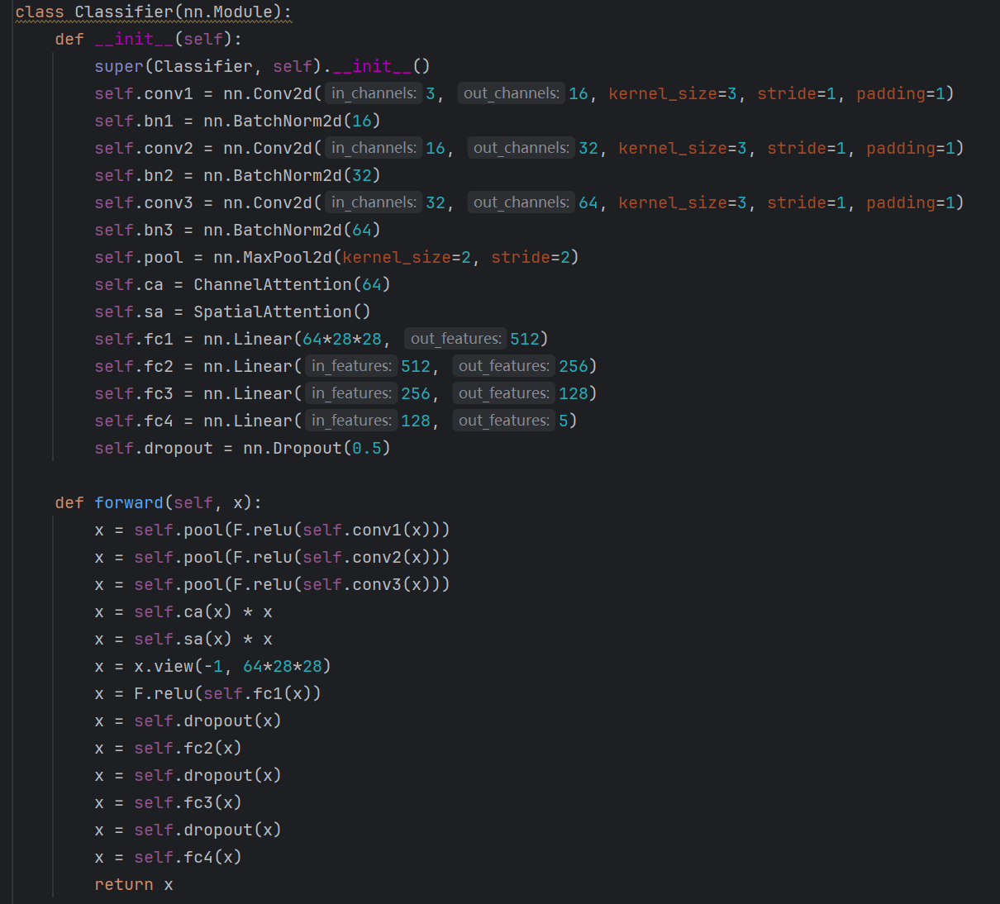 class Classifier(nn.Module):
    def __init__(self):
        super(Classifier, self).__init__()
        self.conv1 = nn.Conv2d( in_channels: 3,  out_channels: 16, kernel_size=3, stride=1, padding=1)
        self.bn1 = nn.BatchNorm2d(16)
        self.conv2 = nn.Conv2d( in_channels: 16,  out_channels: 32, kernel_size=3, stride=1, padding=1)
        self.bn2 = nn.BatchNorm2d(32)
        self.conv3 = nn.Conv2d( in_channels: 32,  out_channels: 64, kernel_size=3, stride=1, padding=1)
        self.bn3 = nn.BatchNorm2d(64)
        self.pool = nn.MaxPool2d(kernel_size=2, stride=2)
        self.ca = ChannelAttention(64)
        self.sa = SpatialAttention()
        self.fc1 = nn.Linear(64*28*28,  out_features: 512)
        self.fc2 = nn.Linear( in_features: 512,  out_features: 256)
        self.fc3 = nn.Linear( in_features: 256,  out_features: 128)
        self.fc4 = nn.Linear( in_features: 128,  out_features: 5)
        self.dropout = nn.Dropout(0.5)

    def forward(self, x):
        x = self.pool(F.relu(self.conv1(x)))
        x = self.pool(F.relu(self.conv2(x)))
        x = self.pool(F.relu(self.conv3(x)))
        x = self.ca(x) * x
        x = self.sa(x) * x
        x = x.view(-1, 64*28*28)
        x = F.relu(self.fc1(x))
        x = self.dropout(x)
        x = self.fc2(x)
        x = self.dropout(x)
        x = self.fc3(x)
        x = self.dropout(x)
        x = self.fc4(x)
        return x